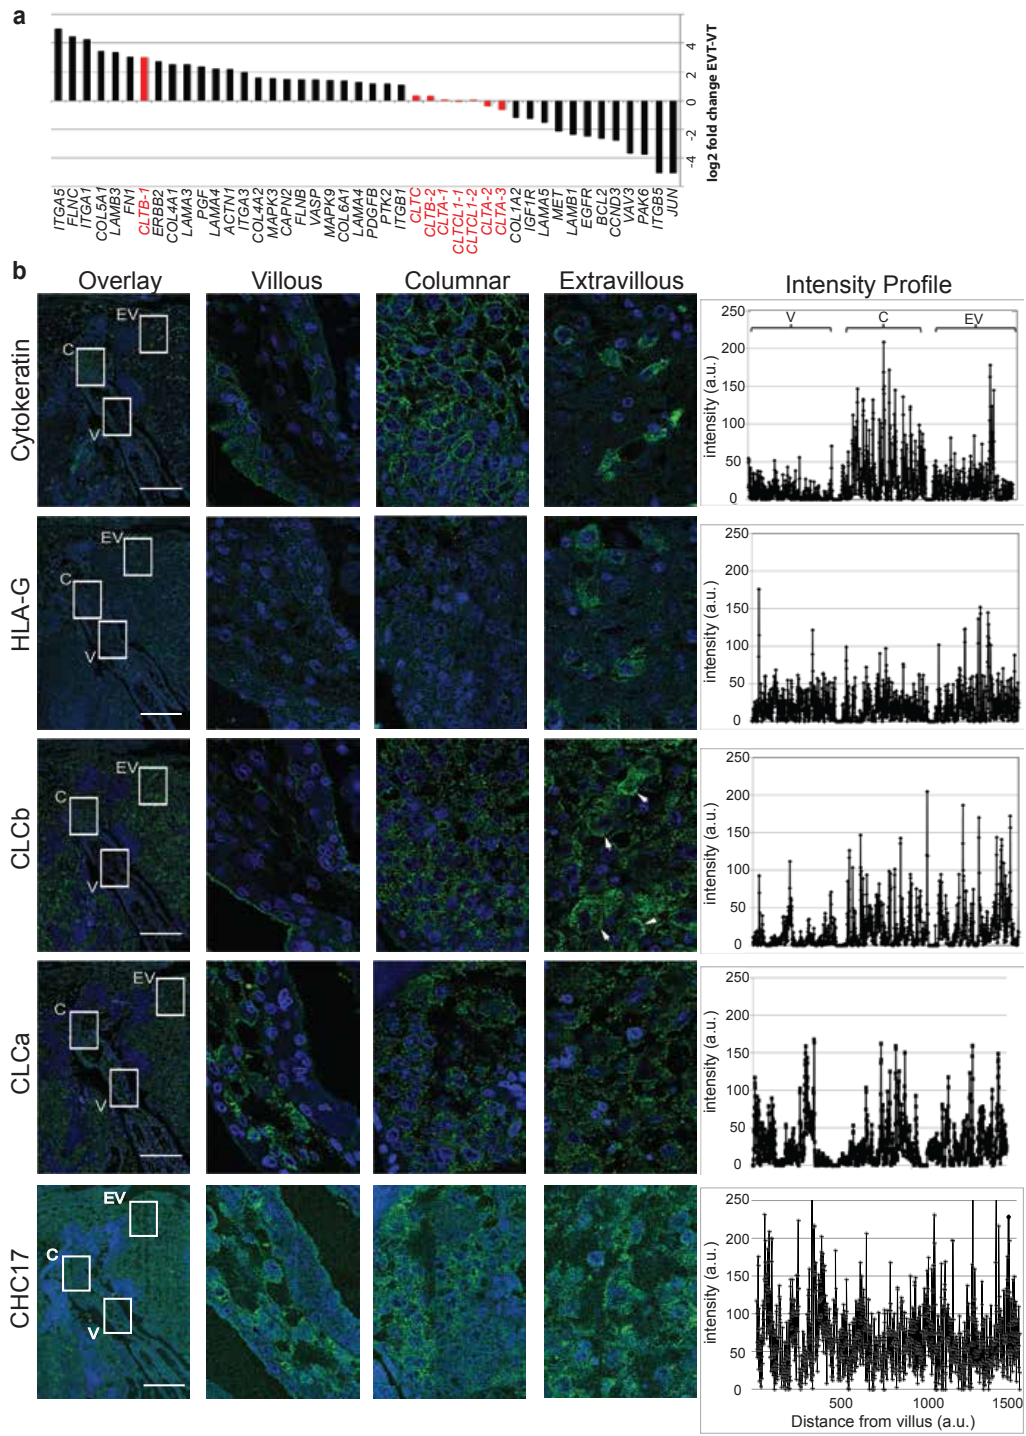 a
4
2
0
-2
-4
log2 fold change EVT-VT
ITGA5
FLNC
ITGA1
COL5A1
LAMB3
FN1
CLTB-1
ERBB2
COL4A1
LAMA3
PGF
LAMA4
ACTN1
ITGA3
COL4A2
MAPK3
CAPN2
FLNB
VASP
MAPK9
COL6A1
LAMA4
PDGFB
PTK2
ITGB1
CLTC
CLTB-2
CLTA-1
CLTCL1-1
CLTCL1-2
CLTA-2
CLTA-3
COL1A2
IGF1R
LAMA5
MET
LAMB1
EGFR
BCL2
CCND3
VAV3
PAK6
ITGB5
JUN
b
Overlay Villous Columnar Extravillous Intensity Profile
Cytokeratin
EV
C
V
intensity (a.u.)
250
200
150
100
50
0
V C EV
HLA-G
EV
C
V
intensity (a.u.)
250
200
150
100
50
0
CLCb
EV
C
V
intensity (a.u.)
250
200
150
100
50
0
CLCa
EV
C
V
intensity (a.u.)
250
200
150
100
50
0
CHC17
EV
C
V
intensity (a.u.)
250
200
150
100
50
0
500 1000 1500
Distance from villus (a.u.)